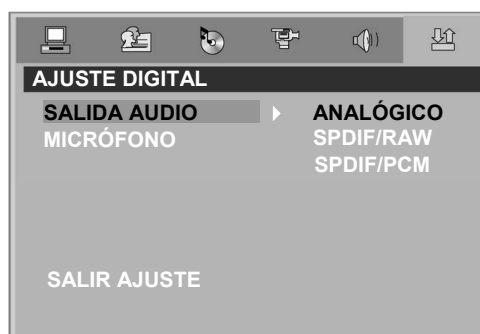 AJUSTE DIGITAL
SALIDA AUDIO ANALÓGICO
MICRÓFONO SPDIF/RAW
SPDIF/PCM
SALIR AJUSTE